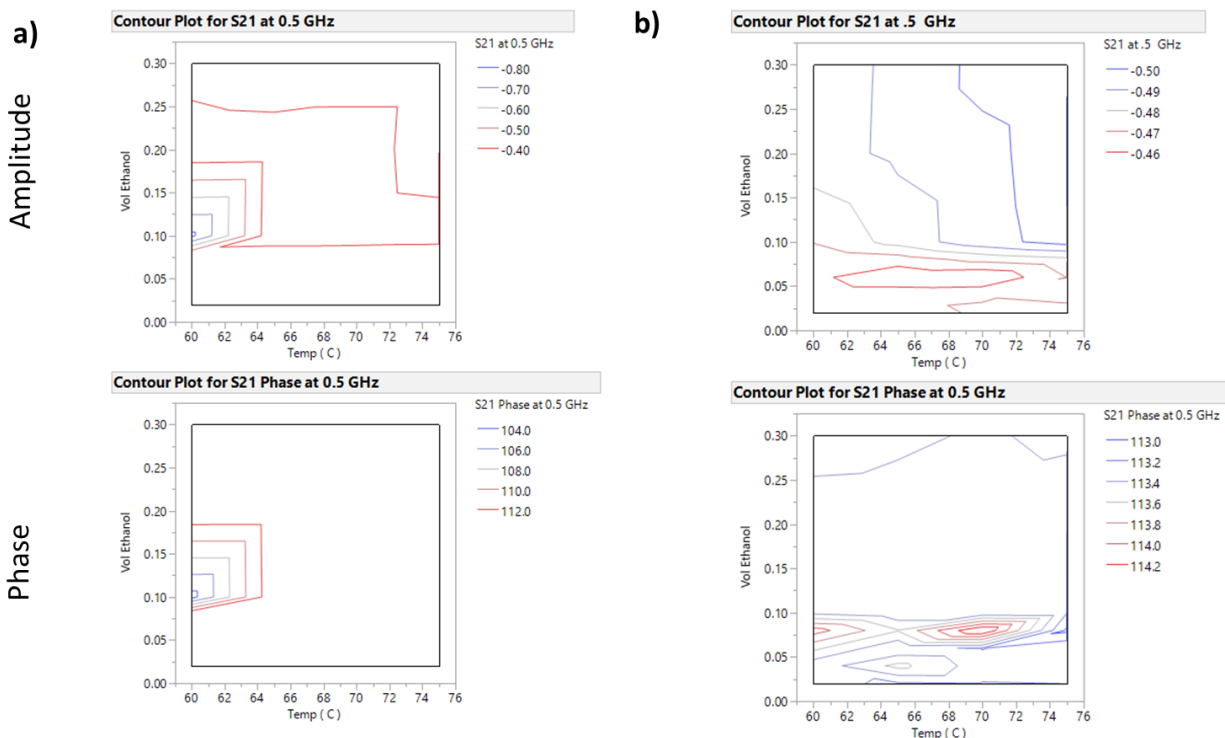 a)
Amplitude
Contour Plot for S21 at 0.5 GHz
S21 at 0.5 GHz
-0.80
-0.70
-0.60
-0.50
-0.40
Vol Ethanol
0.30
0.25
0.20
0.15
0.10
0.05
0.00
60 62 64 66 68 70 72 74 76
Temp ( C )
b)
Contour Plot for S21 at .5 GHz
S21 at .5 GHz
-0.50
-0.49
-0.48
-0.47
-0.46
Vol Ethanol
0.30
0.25
0.20
0.15
0.10
0.05
0.00
60 62 64 66 68 70 72 74 76
Temp ( C )
Phase
Contour Plot for S21 Phase at 0.5 GHz
S21 Phase at 0.5 GHz
104.0
106.0
108.0
110.0
112.0
Vol Ethanol
0.30
0.25
0.20
0.15
0.10
0.05
0.00
60 62 64 66 68 70 72 74 76
Temp ( C )
Contour Plot for S21 Phase at 0.5 GHz
S21 Phase at 0.5 GHz
113.0
113.2
113.4
113.6
113.8
114.0
114.2
Vol Ethanol
0.30
0.25
0.20
0.15
0.10
0.05
0.00
60 62 64 66 68 70 72 74 76
Temp ( C )